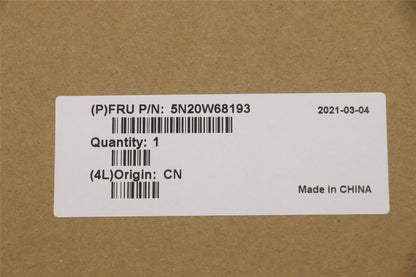 (P)FRU P/N: 5N20W68193
2021-03-04
Quantity: 1
(4L)Origin: CN
Made in CHINA